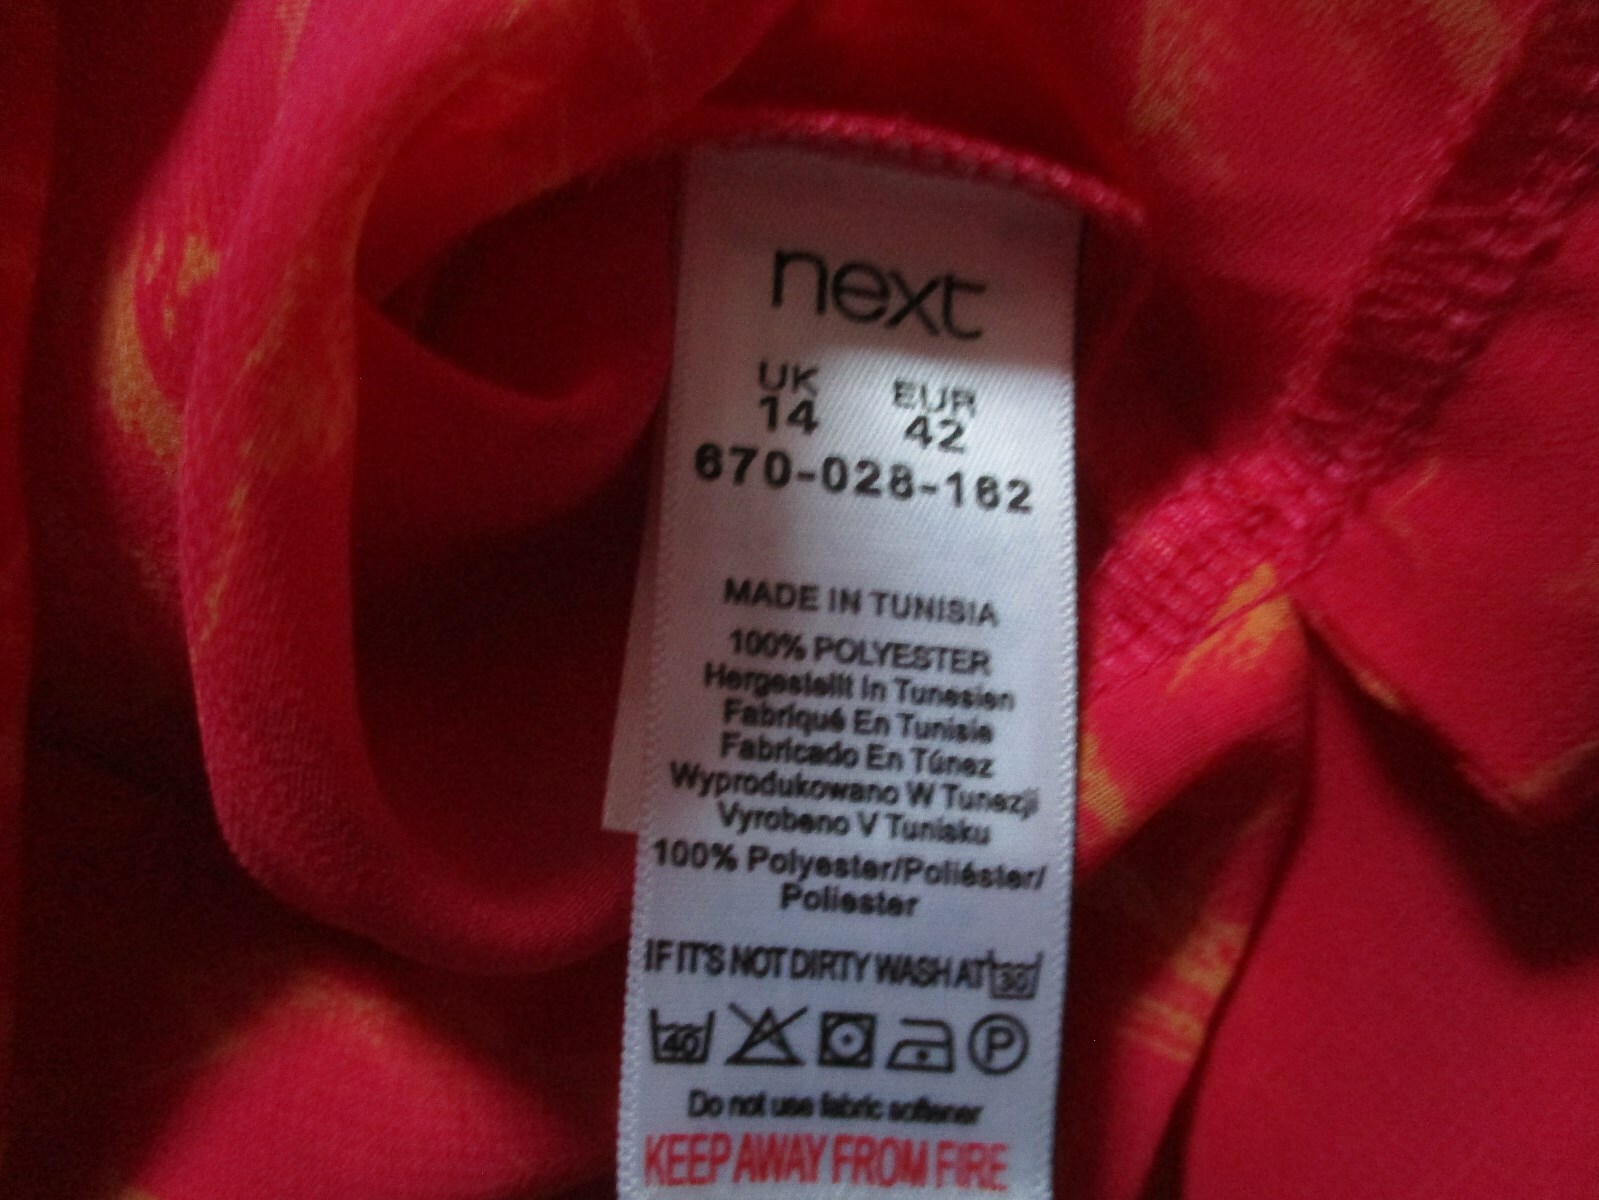 next
UK EUR
14 42
670-028-162
MADE IN TUNISIA
100% POLYESTER
Hergestellt In Tunesien
Fabriqué En Tunisie
Fabricado En Túnez
Wyprodukowano W Tunezji
Vyrobeno V Tunisku
100% Polyester/Poliéster/
Poliester
IF IT'S NOT DIRTY WASH AT 30
40 P
Do not use fabric softener
KEEP AWAY FROM FIRE